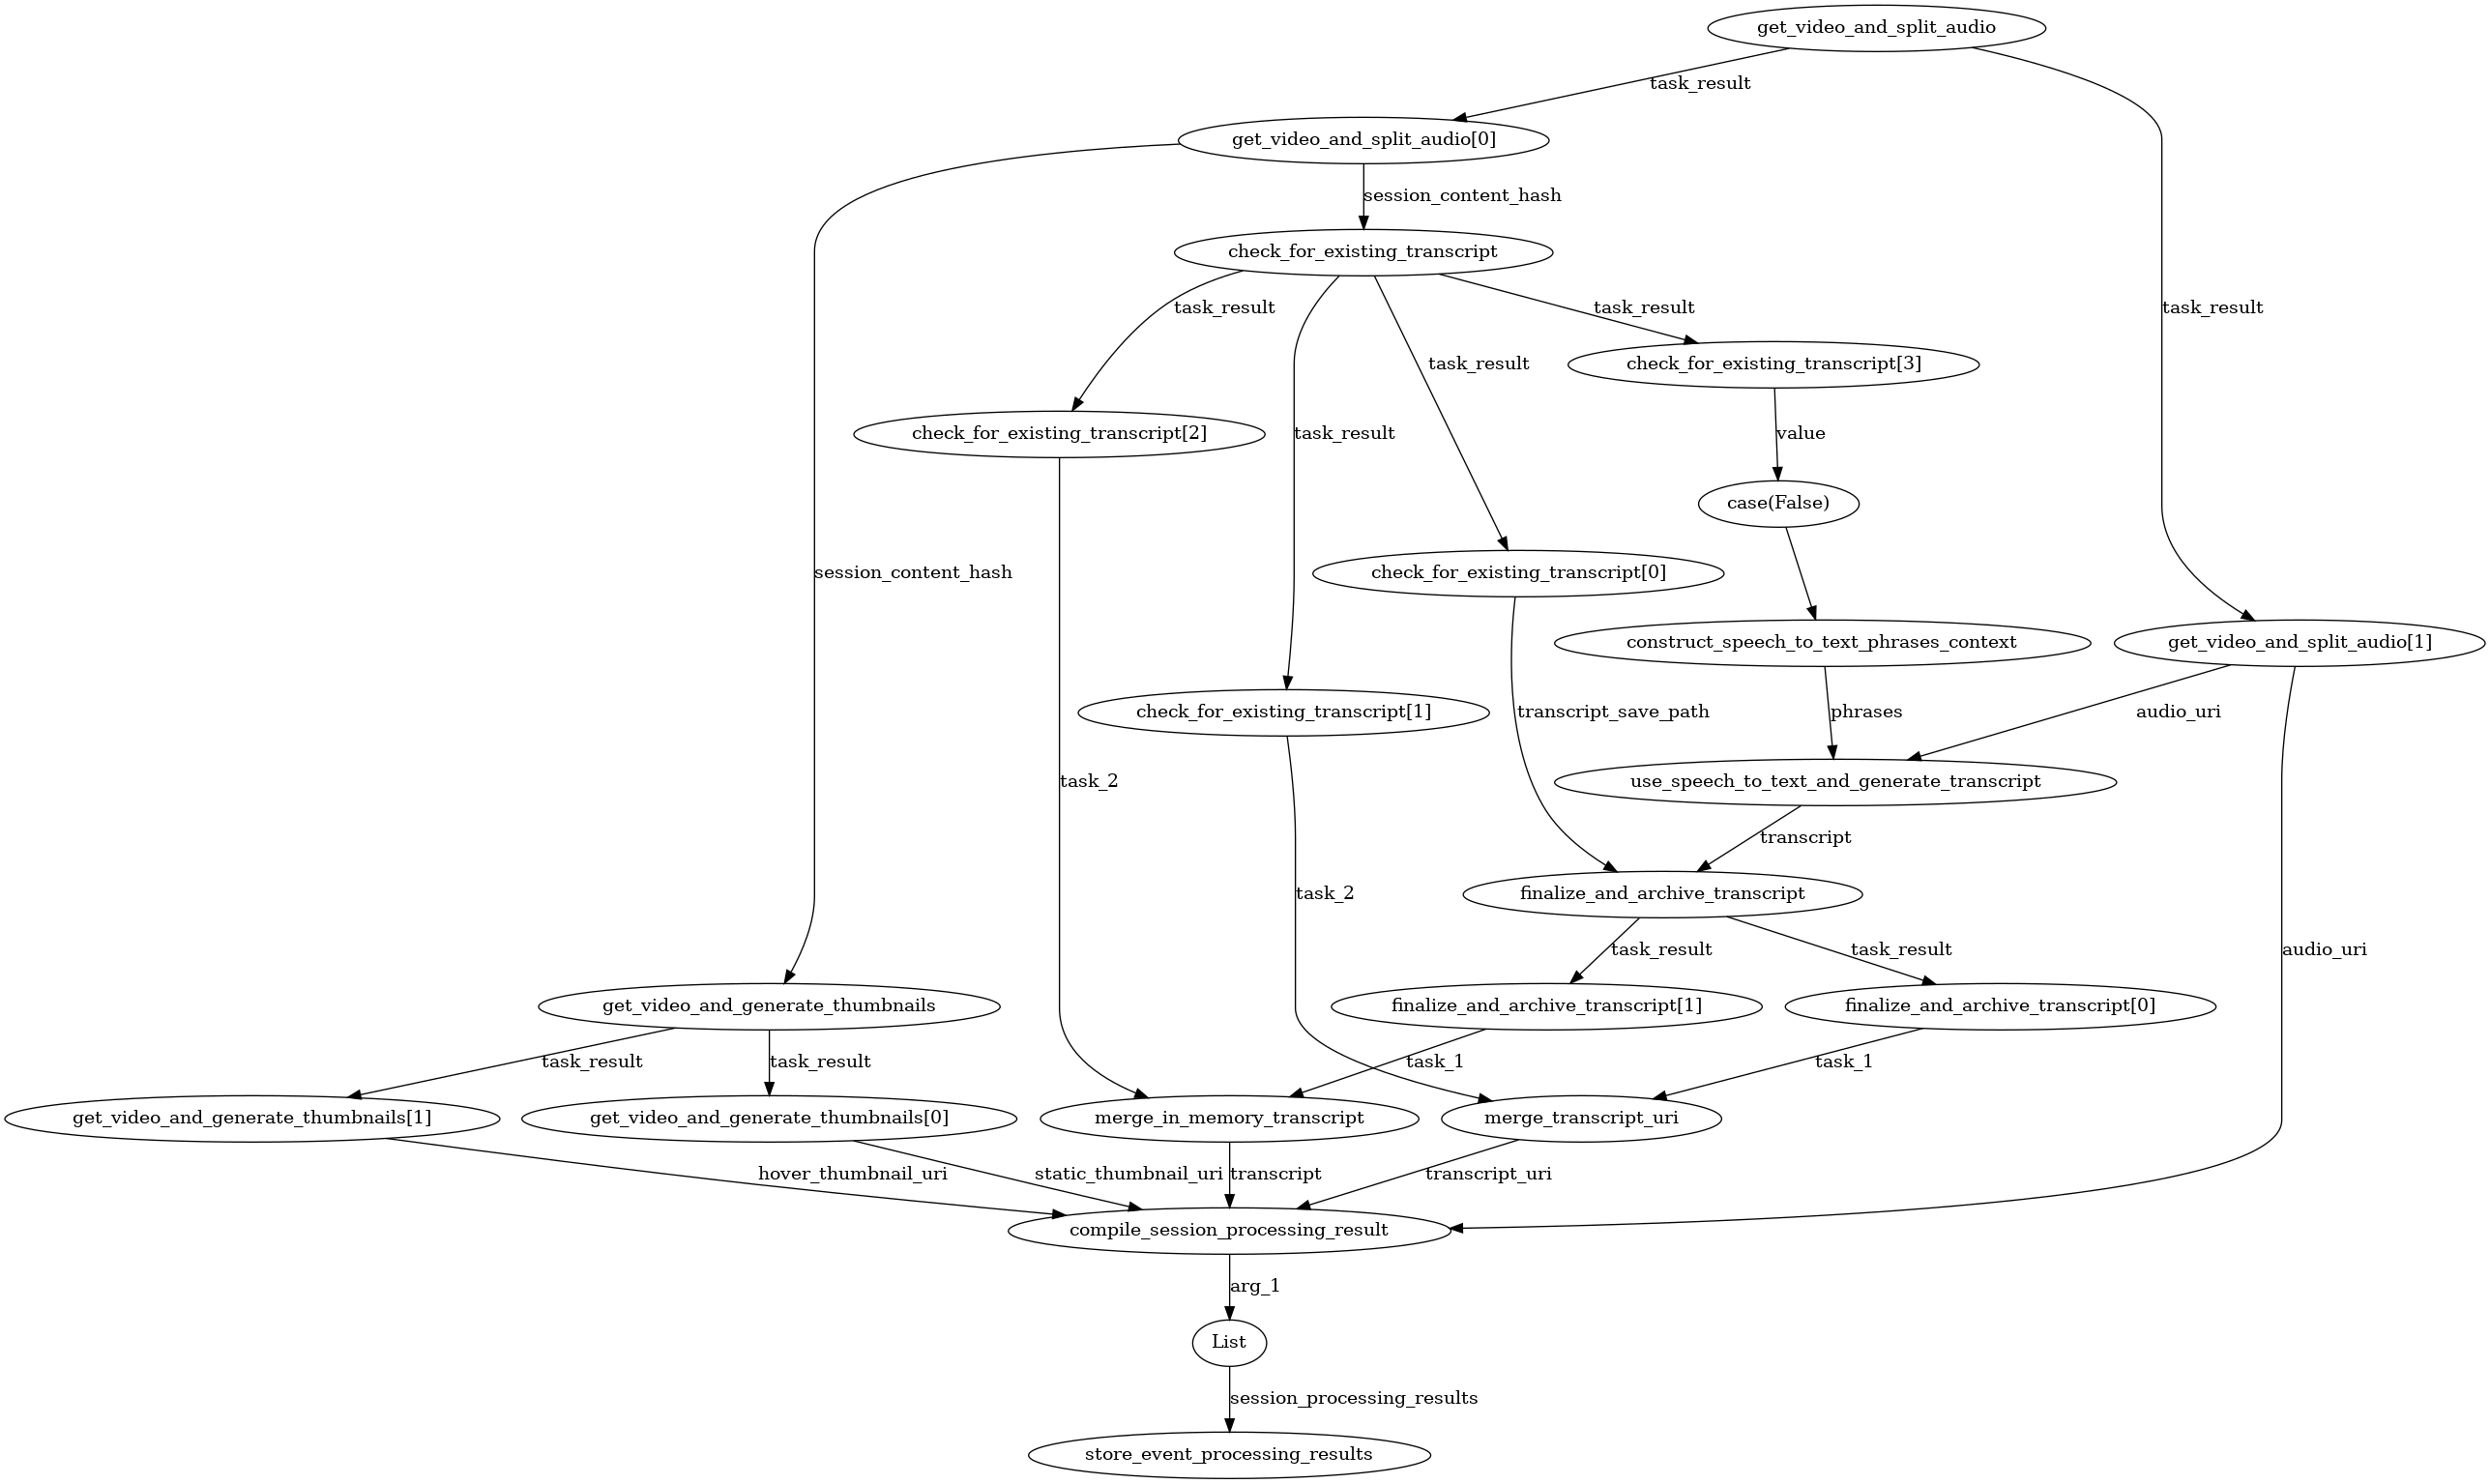 get_video_and_split_audio
task_result
get_video_and_split_audio[0]
session_content_hash
check_for_existing_transcript
task_result
task_result
task_result
task_result
task_result
check_for_existing_transcript[3]
check_for_existing_transcript[2]
value
case(False)
session_content_hash
check_for_existing_transcript[0]
construct_speech_to_text_phrases_context
get_video_and_split_audio[1]
check_for_existing_transcript[1]
transcript_save_path
phrases
audio_uri
task_2
use_speech_to_text_and_generate_transcript
transcript
task_2
finalize_and_archive_transcript
task_result
task_result
audio_uri
get_video_and_generate_thumbnails
finalize_and_archive_transcript[1]
finalize_and_archive_transcript[0]
task_result
task_result
task_1
task_1
get_video_and_generate_thumbnails[1]
get_video_and_generate_thumbnails[0]
merge_in_memory_transcript
merge_transcript_uri
hover_thumbnail_uri
static_thumbnail_uri
transcript
transcript_uri
compile_session_processing_result
arg_1
List
session_processing_results
store_event_processing_results